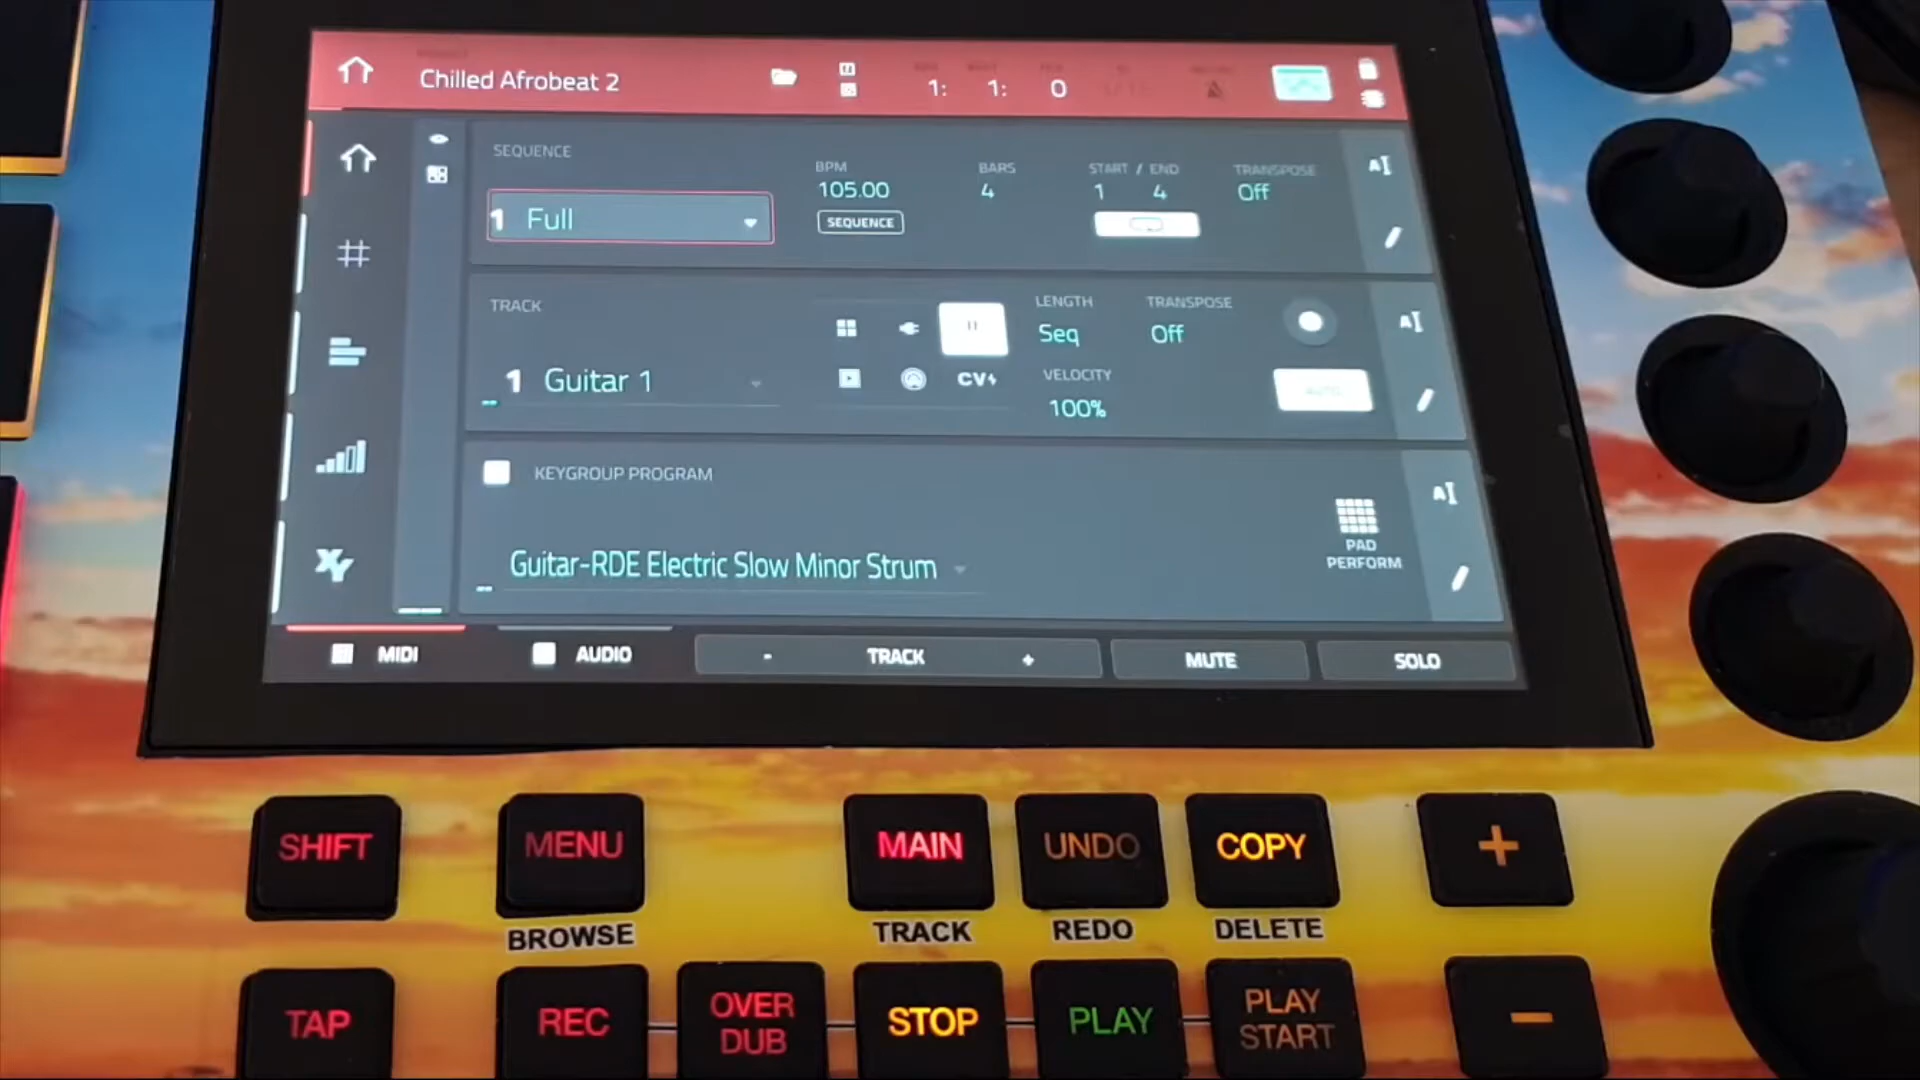 Chilled Afrobeat 2
1: 1: 0
SEQUENCE
1 Full
BPM
105.00
SEQUENCE
BARS
4
START / END
1 4
TRANSPOSE
Off
TRACK
1 Guitar 1
CV
LENGTH
Seq
TRANSPOSE
Off
VELOCITY
100%
KEYGROUP PROGRAM
Guitar-RDE Electric Slow Minor Strum
PAD
PERFORM
XY
MIDI
AUDIO
- TRACK +
MUTE
SOLO
SHIFT
MENU
MAIN
UNDO
COPY
+
BROWSE
TRACK
REDO
DELETE
TAP
REC
OVER
DUB
STOP
PLAY
PLAY
START
-